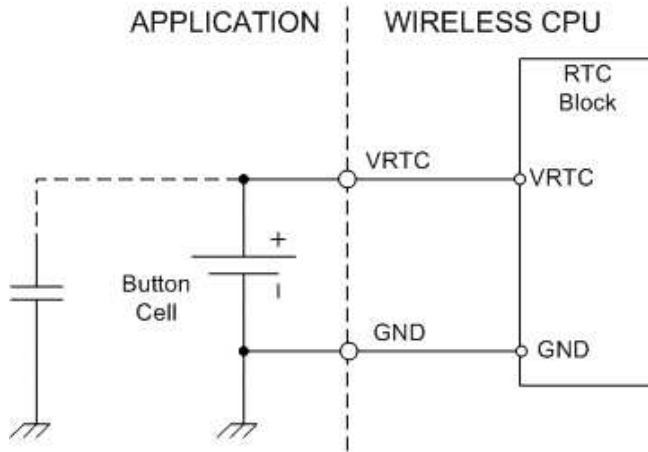 APPLICATION
WIRELESS CPU
RTC
Block
VRTC
VRTC
+
Button
Cell
–
GND
GND